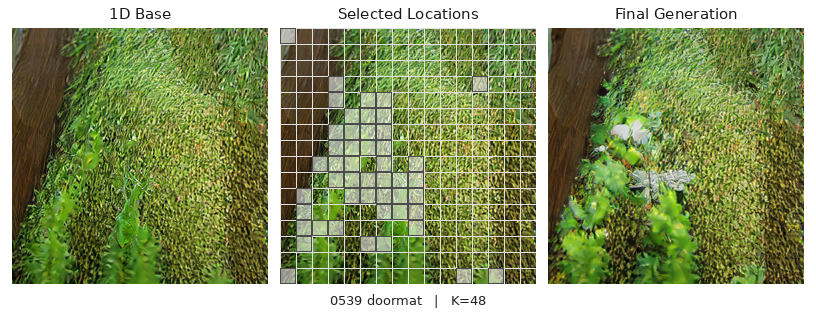 1D Base
Selected Locations
Final Generation
0539 doormat | K=48